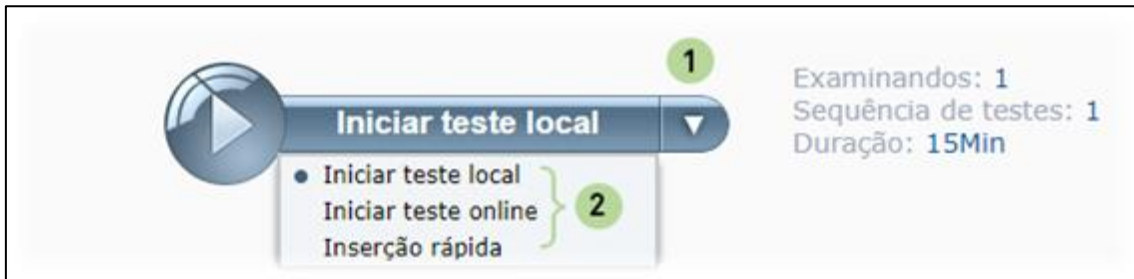 1
Iniciar teste local
Iniciar teste local
Iniciar teste online
Inserção rápida
2
Examinandos: 1
Sequência de testes: 1
Duração: 15Min